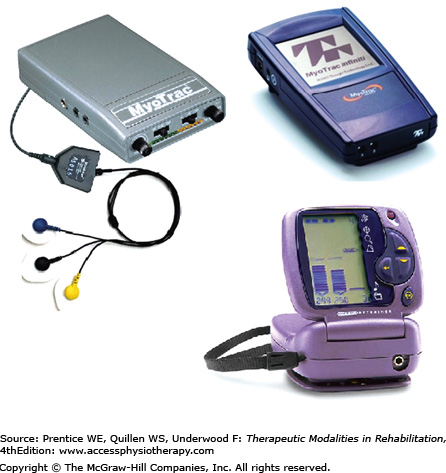 MyoTrac
MyoTrac infiniti
MyoTrac
Source: Prentice WE, Quillen WS, Underwood F: Therapeutic Modalities in Rehabilitation,
4thEdition: www.accessphysiotherapy.com
Copyright © The McGraw-Hill Companies, Inc. All rights reserved.